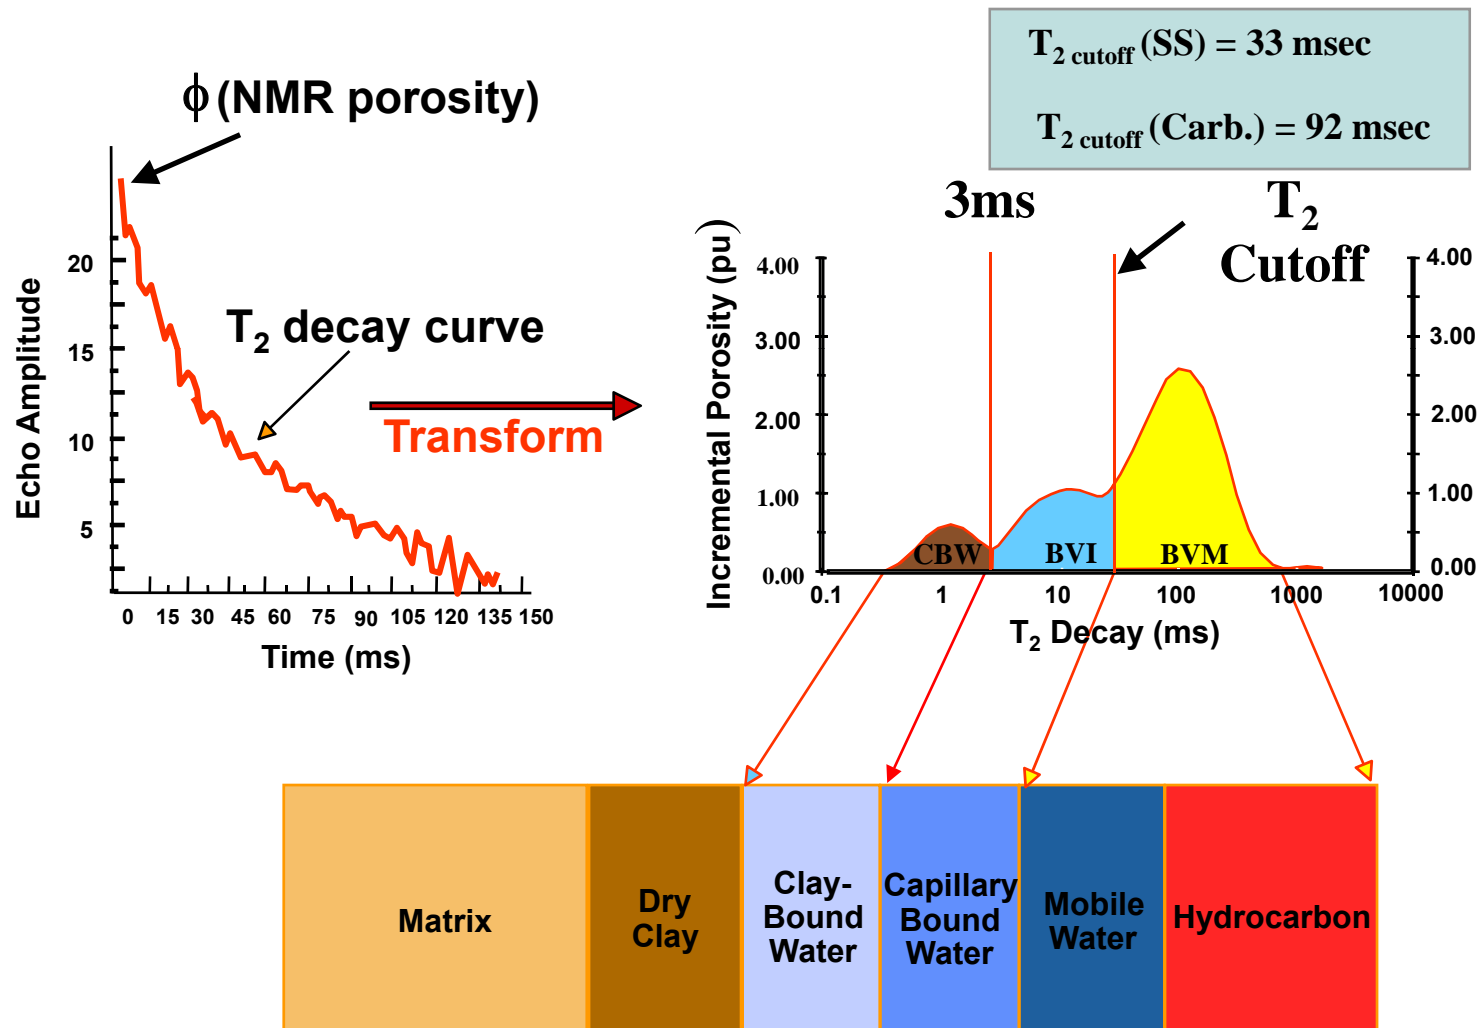 T2 cutoff (SS) = 33 msec
T2 cutoff (Carb.) = 92 msec
ϕ (NMR porosity)
T2 decay curve
Transform
Echo Amplitude
20
15
10
5
0 15 30 45 60 75 90 105 120 135 150
Time (ms)
3ms
T2
Cutoff
Incremental Porosity (pu)
4.00
3.00
2.00
1.00
0.00
4.00
3.00
2.00
1.00
0.00
CBW BVI BVM
0.1 1 10 100 1000 10000
T2 Decay (ms)
Matrix
Dry
Clay
Clay-
Bound
Water
Capillary
Bound
Water
Mobile
Water
Hydrocarbon